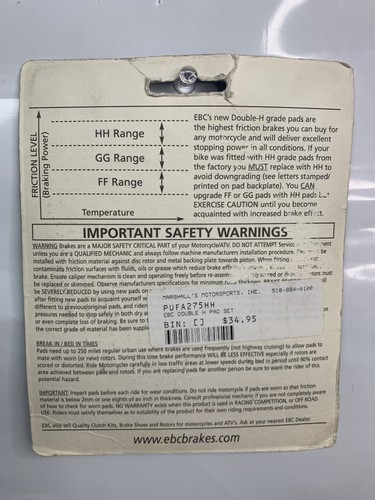 EBC's new Double-H grade pads are
the highest friction brakes you can buy for
any motorcycle/ATV and will deliver excellent
stopping power in all conditions. If your
bike was fitted with HH grade pads from
the factory you MUST replace with HH to
avoid downgrading (see letters stamped/
printed on pad backplate). You CAN
upgrade FF or GG pads with HH pads but
EXERCISE CAUTION until you become
acquainted with increased brake effect.
FRICTION LEVEL
(Braking Power)
HH Range
GG Range
FF Range
Temperature
IMPORTANT SAFETY WARNINGS
WARNING Brakes are a MAJOR SAFETY CRITICAL PART of your Motorcycle/ATV. DO NOT ATTEMPT
unless you are a QUALIFIED MECHANIC and always follow machine manufacturers installation
installed with friction material against disc rotor and metal backing plate towards piston. When fitting
contaminate friction surfaces with fluids, oils or grease which reduce brake
brake. Ensure caliper mechanism is clean and operating freely before
be replaced or skimmed. Observe manufacturers specifications for minimum
be SEVERELY REDUCED by using new pads on
after fitting new pads to acquaint yourself
different to previous/original pads, and
pressures needed to stop safely in both dry
or even complete loss of braking. Be sure to
the correct grade of material has been
MARSHALL'S MOTORSPORTS, INC. 518-884-0100
PUFA275HH
EBC DOUBLE H PAD SET
BIN: [] $34.95
BREAK IN / BED IN TIMES
Pads need up to 250 miles regular urban use where brakes are used frequently (not highway cruising) to allow pads to
mate with worn (or new) rotors. During this time brake performance WILL BE LESS EFFECTIVE especially if rotors are
scored or distorted. Ride Motorcycles carefully in low traffic areas at lower speeds during bed in period until 90% contact
area achieved between pads and rotor. If you are replacing pads for another person be sure to warn the rider of this
potential hazard.
IMPORTANT: Inspect pads before each ride for wear conditions. Do not ride motorcycle if pads are worn so that friction
material is below 2mm or one eighth of an inch in thickness. Consult professional mechanic if you are not completely aware
of how to check for worn pads. NO WARRANTY exists when this product is used in RACING COMPETITION, or OFF ROAD
USE. Riders must satisfy themselves as to suitability of the product for their own riding requirements and conditions.
EBC also sell Quality Clutch Kits, Brake Shoes and Rotors for motorcycles and ATV's. Ask at your nearest EBC Dealer.
www.ebcbrakes.com